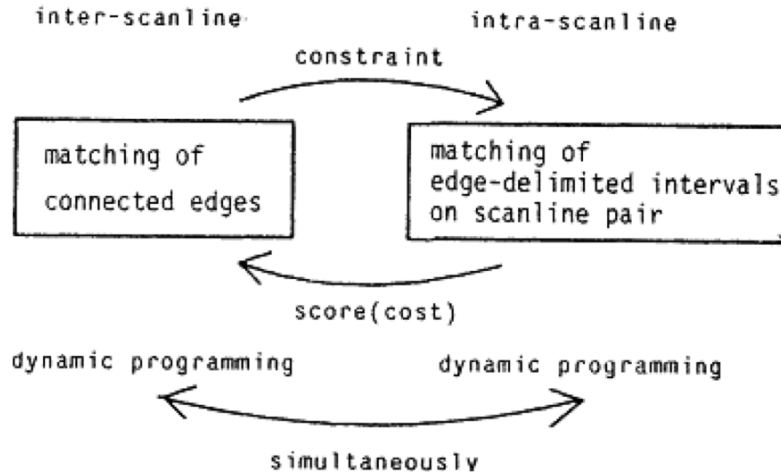 inter-scanline
intra-scanline
constraint
matching of
connected edges
matching of
edge-delimited intervals
on scanline pair
score(cost)
dynamic programming
dynamic programming
simultaneously